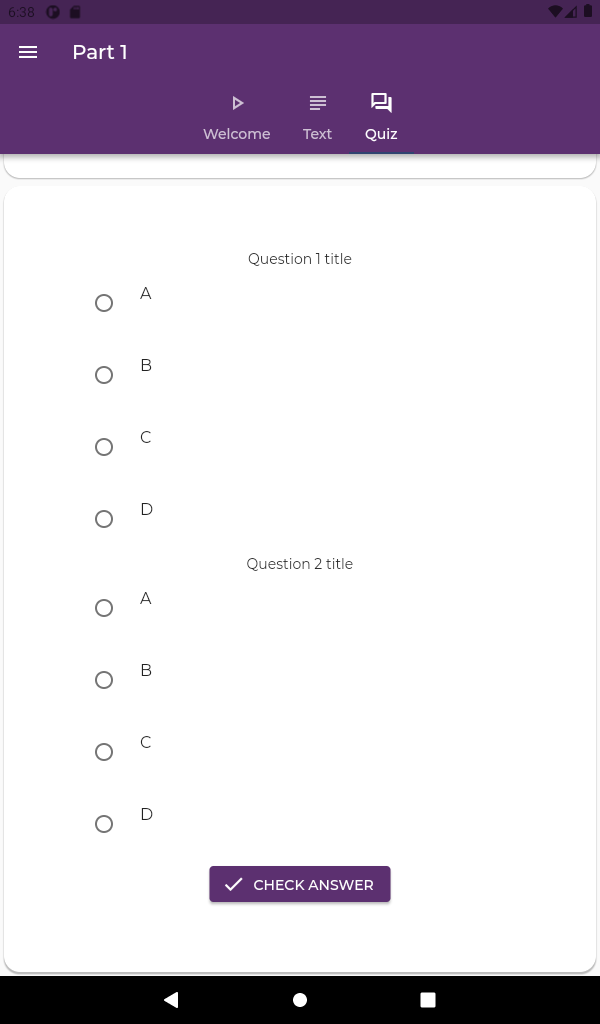 6:38
Part 1
Welcome Text Quiz
Question 1 title
A
B
C
D
Question 2 title
A
B
C
D
CHECK ANSWER